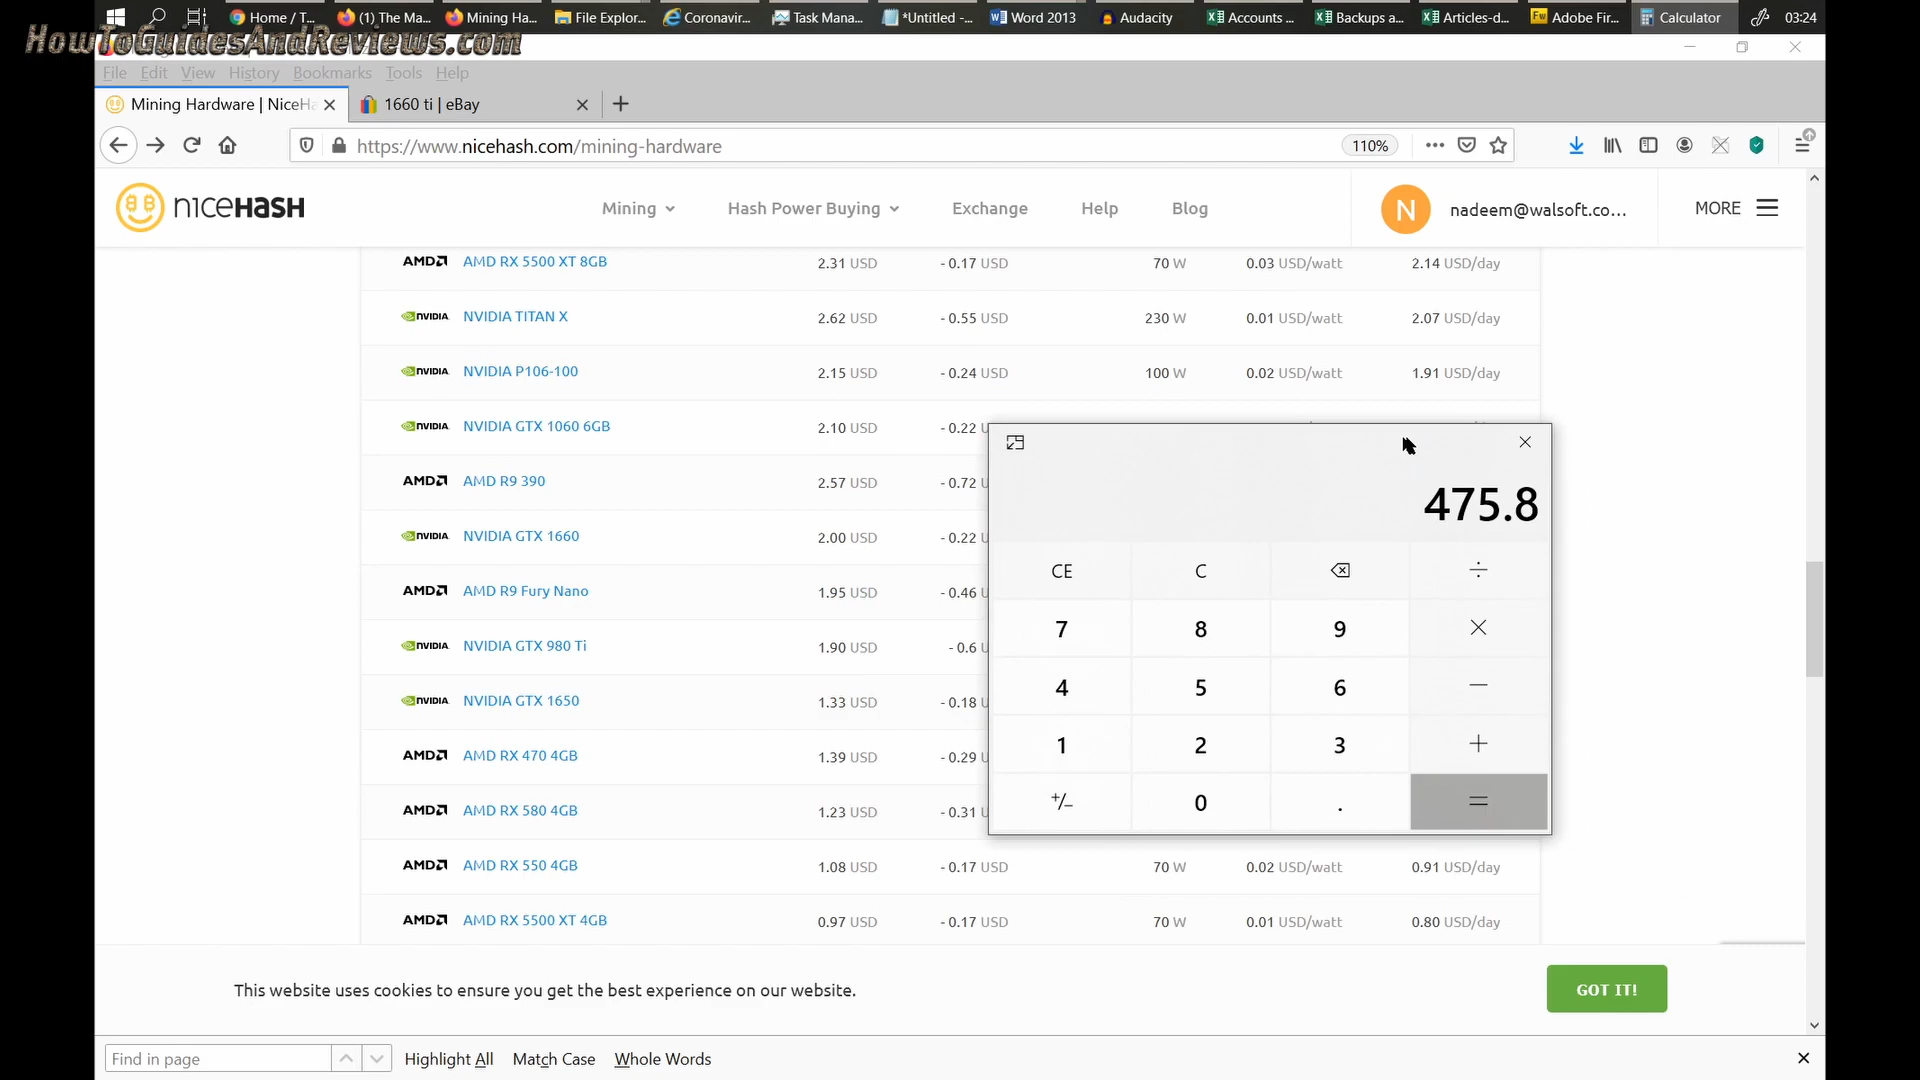 Home / T...
(1) The Ma...
Mining Ha...
File Explor...
Coronavir...
Task Mana...
*Untitled -...
Word 2013
Audacity
Accounts ...
Backups a...
Articles-d...
Fw Adobe Fir...
Calculator
03:24
HowToGuidesAndReviews.com
File Edit View History Bookmarks Tools Help
Mining Hardware | NiceHa
1660 ti | eBay
https://www.nicehash.com/mining-hardware
110%
NICEHASH
Mining
Hash Power Buying
Exchange
Help
Blog
N
nadeem@walsoft.co...
MORE
AMD AMD RX 5500 XT 8GB 2.31 USD - 0.17 USD 70 W 0.03 USD/watt 2.14 USD/day
NVIDIA NVIDIA TITAN X 2.62 USD - 0.55 USD 230 W 0.01 USD/watt 2.07 USD/day
NVIDIA NVIDIA P106-100 2.15 USD - 0.24 USD 100 W 0.02 USD/watt 1.91 USD/day
NVIDIA NVIDIA GTX 1060 6GB 2.10 USD - 0.22
AMD AMD R9 390 2.57 USD - 0.72
NVIDIA NVIDIA GTX 1660 2.00 USD - 0.22
AMD AMD R9 Fury Nano 1.95 USD - 0.46
NVIDIA NVIDIA GTX 980 Ti 1.90 USD - 0.6
NVIDIA NVIDIA GTX 1650 1.33 USD - 0.18
AMD AMD RX 470 4GB 1.39 USD - 0.29
AMD AMD RX 580 4GB 1.23 USD - 0.31
AMD AMD RX 550 4GB 1.08 USD - 0.17 USD 70 W 0.02 USD/watt 0.91 USD/day
AMD AMD RX 5500 XT 4GB 0.97 USD - 0.17 USD 70 W 0.01 USD/watt 0.80 USD/day
475.8
CE C ÷
7 8 9 ×
4 5 6 −
1 2 3 +
+/− 0 . =
This website uses cookies to ensure you get the best experience on our website.
GOT IT!
Find in page
Highlight All
Match Case
Whole Words